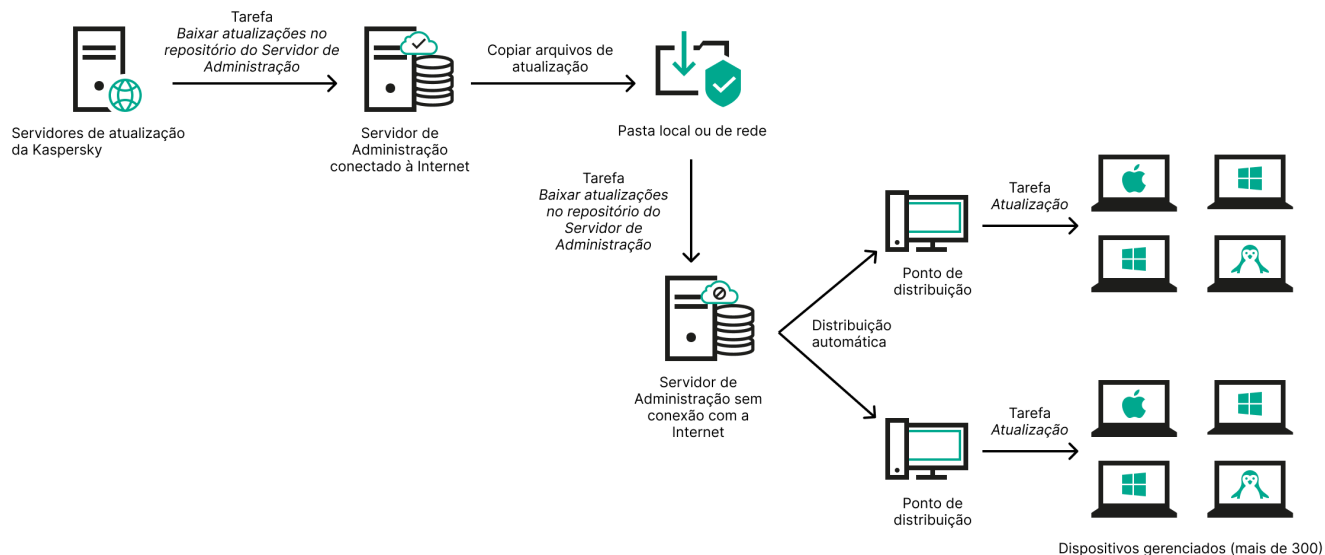 Tarefa
Baixar atualizações no
repositório do Servidor de
Administração
Servidores de atualização
da Kaspersky
Servidor de
Administração
conectado à Internet
Copiar arquivos de
atualização
Pasta local ou de rede
Tarefa
Baixar atualizações
no repositório do
Servidor de
Administração
Servidor de
Administração sem
conexão com a
Internet
Distribuição
automática
Ponto de
distribuição
Tarefa
Atualização
Ponto de
distribuição
Tarefa
Atualização
Dispositivos gerenciados (mais de 300)